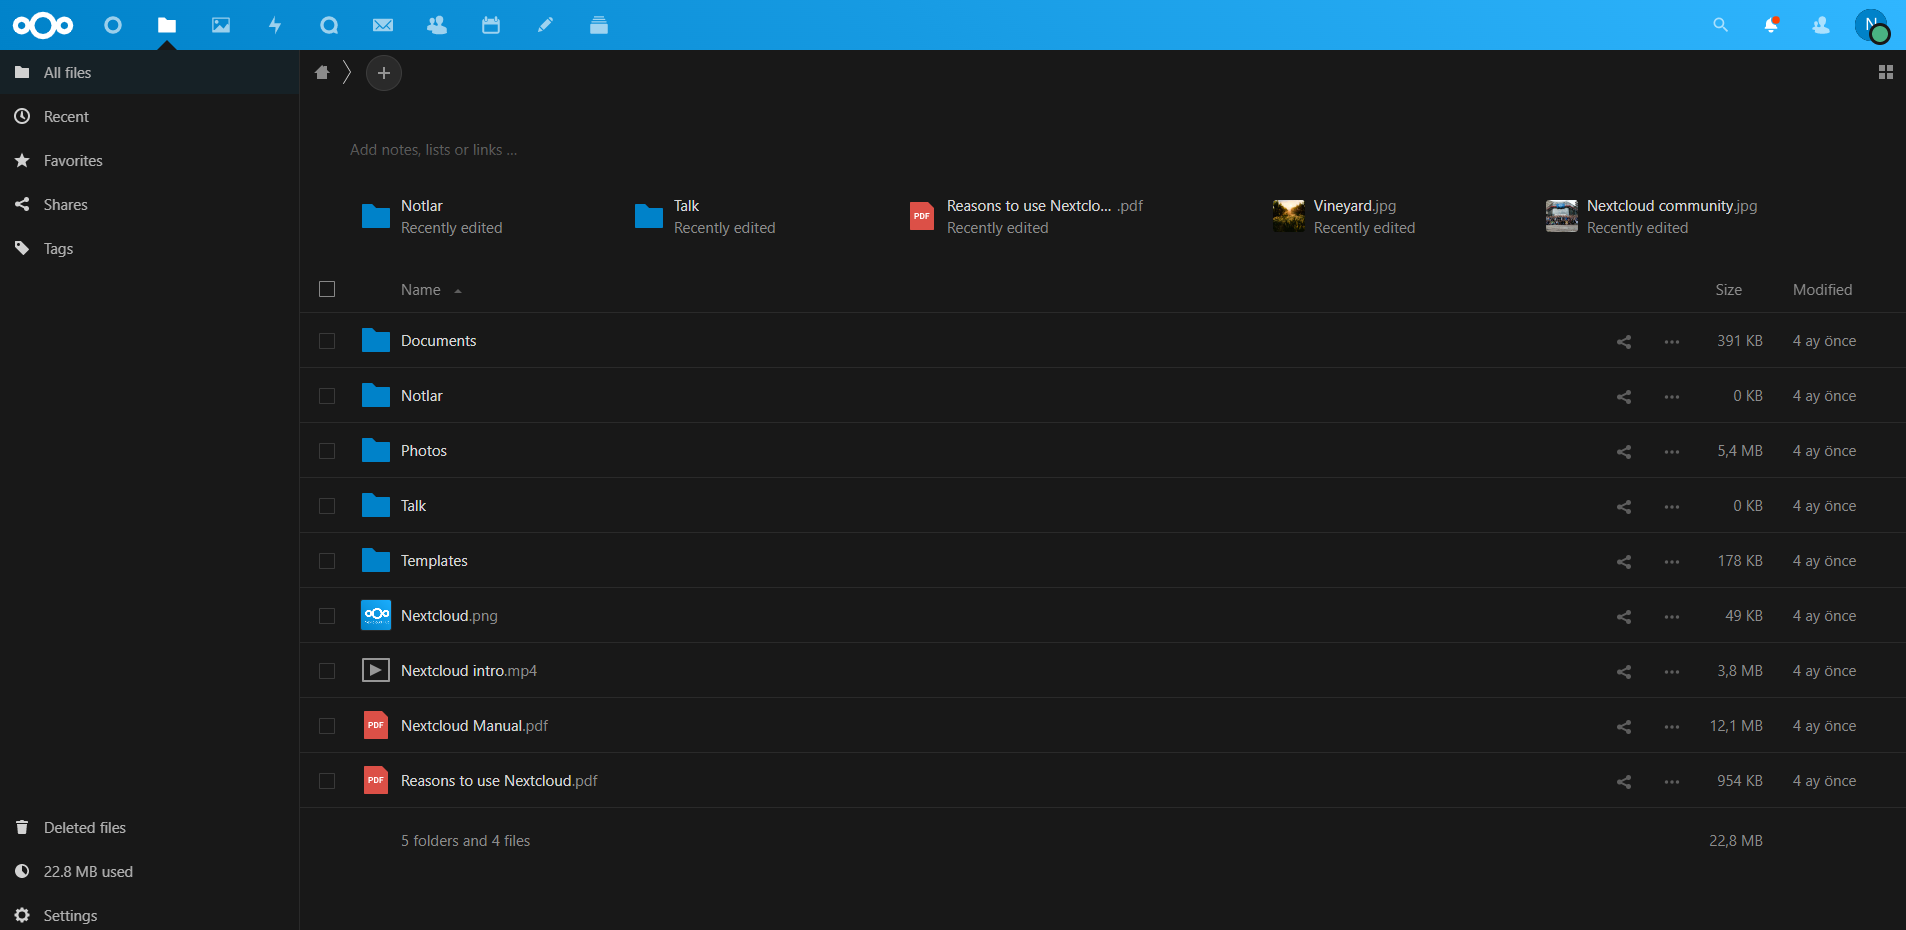 N
All files
Recent
Favorites
Shares
Tags
Add notes, lists or links ...
Notlar
Recently edited
Talk
Recently edited
PDF
Reasons to use Nextclo... .pdf
Recently edited
Vineyard.jpg
Recently edited
Nextcloud community.jpg
Recently edited
Name Size Modified
Documents 391 KB 4 ay önce
Notlar 0 KB 4 ay önce
Photos 5,4 MB 4 ay önce
Talk 0 KB 4 ay önce
Templates 178 KB 4 ay önce
Nextcloud.png 49 KB 4 ay önce
Nextcloud intro.mp4 3,8 MB 4 ay önce
PDF Nextcloud Manual.pdf 12,1 MB 4 ay önce
PDF Reasons to use Nextcloud.pdf 954 KB 4 ay önce
5 folders and 4 files 22,8 MB
Deleted files
22.8 MB used
Settings